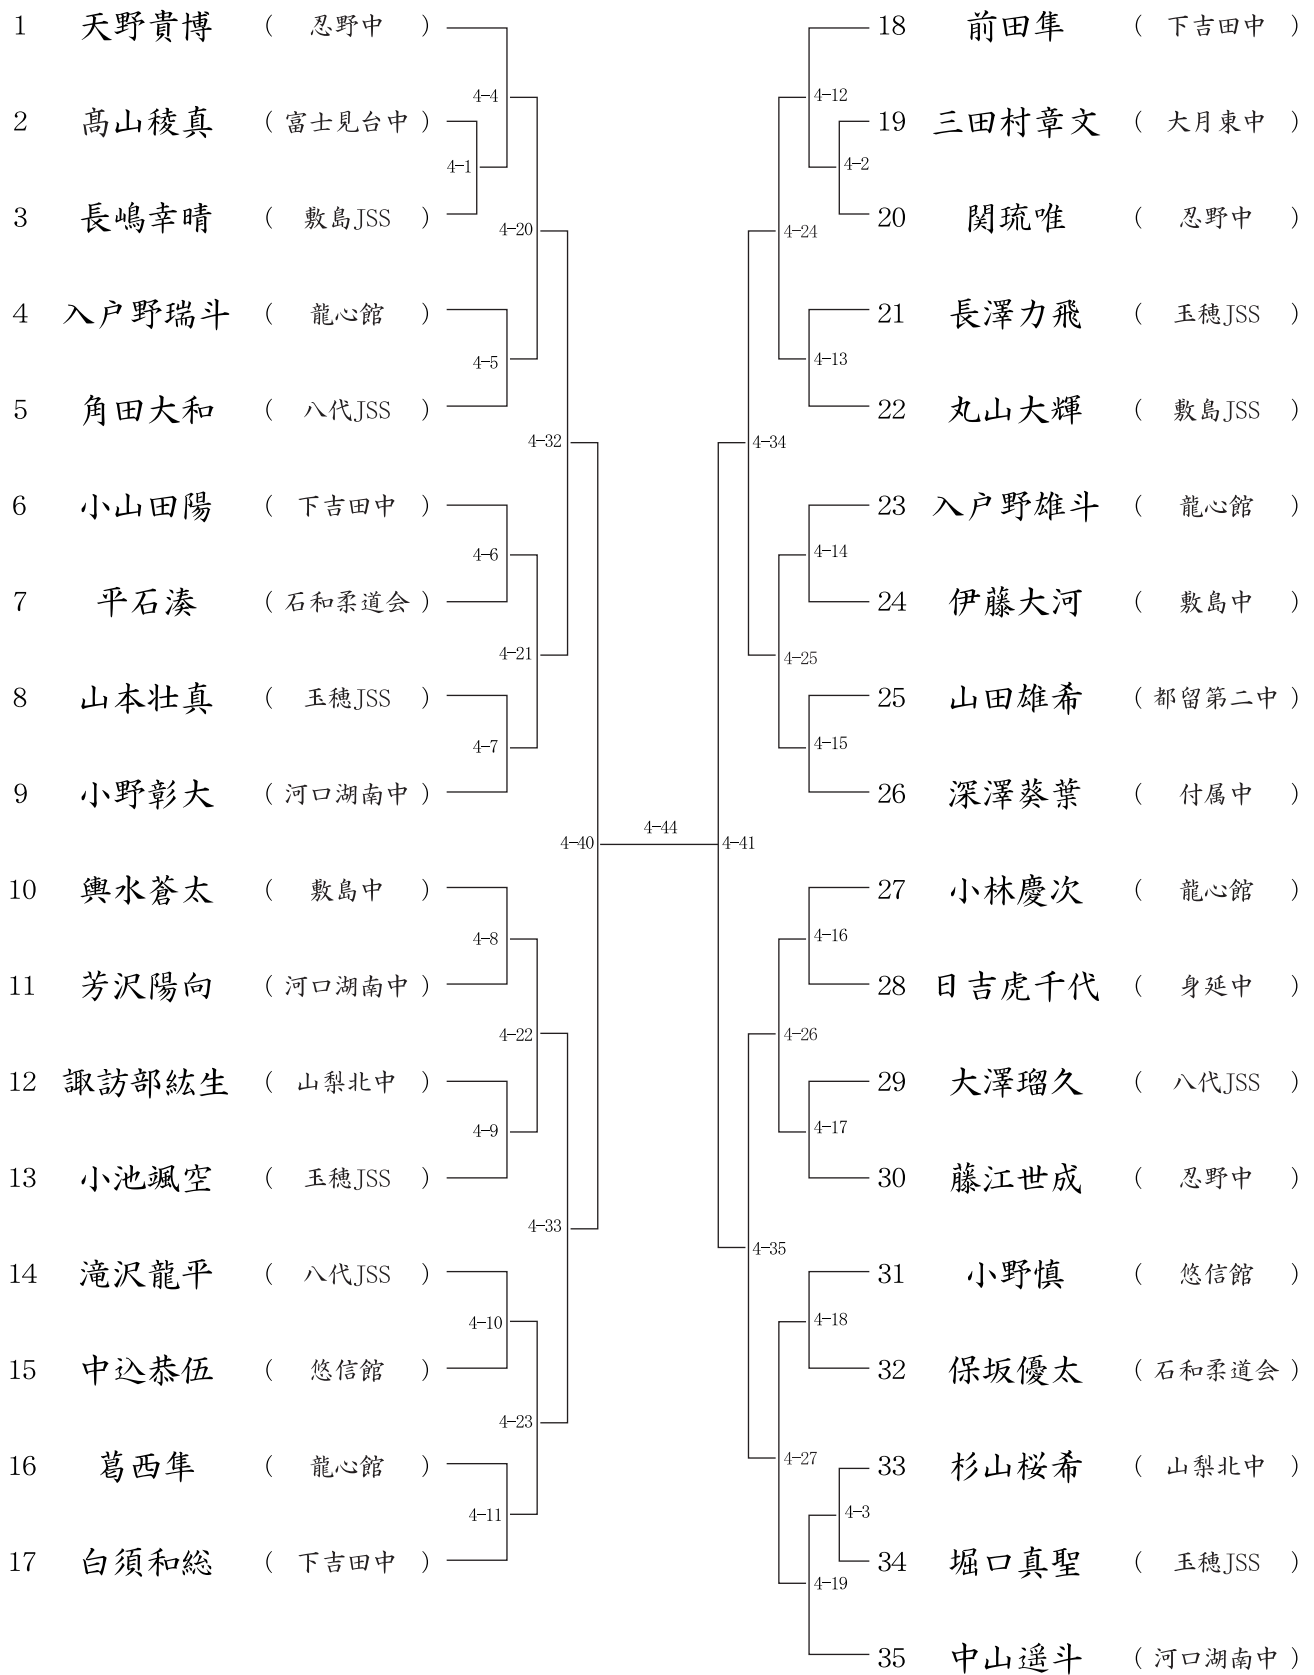 1 天野貴博 ( 忍野中 )
2 髙山稜真 ( 富士見台中 )
3 長嶋幸晴 ( 敷島JSS )
4 入戸野瑞斗 ( 龍心館 )
5 角田大和 ( 八代JSS )
6 小山田陽 ( 下吉田中 )
7 平石湊 ( 石和柔道会 )
8 山本壮真 ( 玉穂JSS )
9 小野彰大 ( 河口湖南中 )
10 輿水蒼太 ( 敷島中 )
11 芳沢陽向 ( 河口湖南中 )
12 諏訪部紘生 ( 山梨北中 )
13 小池颯空 ( 玉穂JSS )
14 滝沢龍平 ( 八代JSS )
15 中込恭伍 ( 悠信館 )
16 葛西隼 ( 龍心館 )
17 白須和総 ( 下吉田中 )
4-4
4-1
4-20
4-5
4-32
4-6
4-21
4-7
4-40
4-8
4-22
4-9
4-33
4-10
4-23
4-11
4-44
4-12
4-2
4-24
4-13
4-34
4-14
4-25
4-15
4-41
4-16
4-26
4-17
4-35
4-18
4-27
4-3
4-19
18 前田隼 ( 下吉田中 )
19 三田村章文 ( 大月東中 )
20 関琉唯 ( 忍野中 )
21 長澤力飛 ( 玉穂JSS )
22 丸山大輝 ( 敷島JSS )
23 入戸野雄斗 ( 龍心館 )
24 伊藤大河 ( 敷島中 )
25 山田雄希 ( 都留第二中 )
26 深澤葵葉 ( 付属中 )
27 小林慶次 ( 龍心館 )
28 日吉虎千代 ( 身延中 )
29 大澤瑠久 ( 八代JSS )
30 藤江世成 ( 忍野中 )
31 小野慎 ( 悠信館 )
32 保坂優太 ( 石和柔道会 )
33 杉山桜希 ( 山梨北中 )
34 堀口真聖 ( 玉穂JSS )
35 中山遥斗 ( 河口湖南中 )